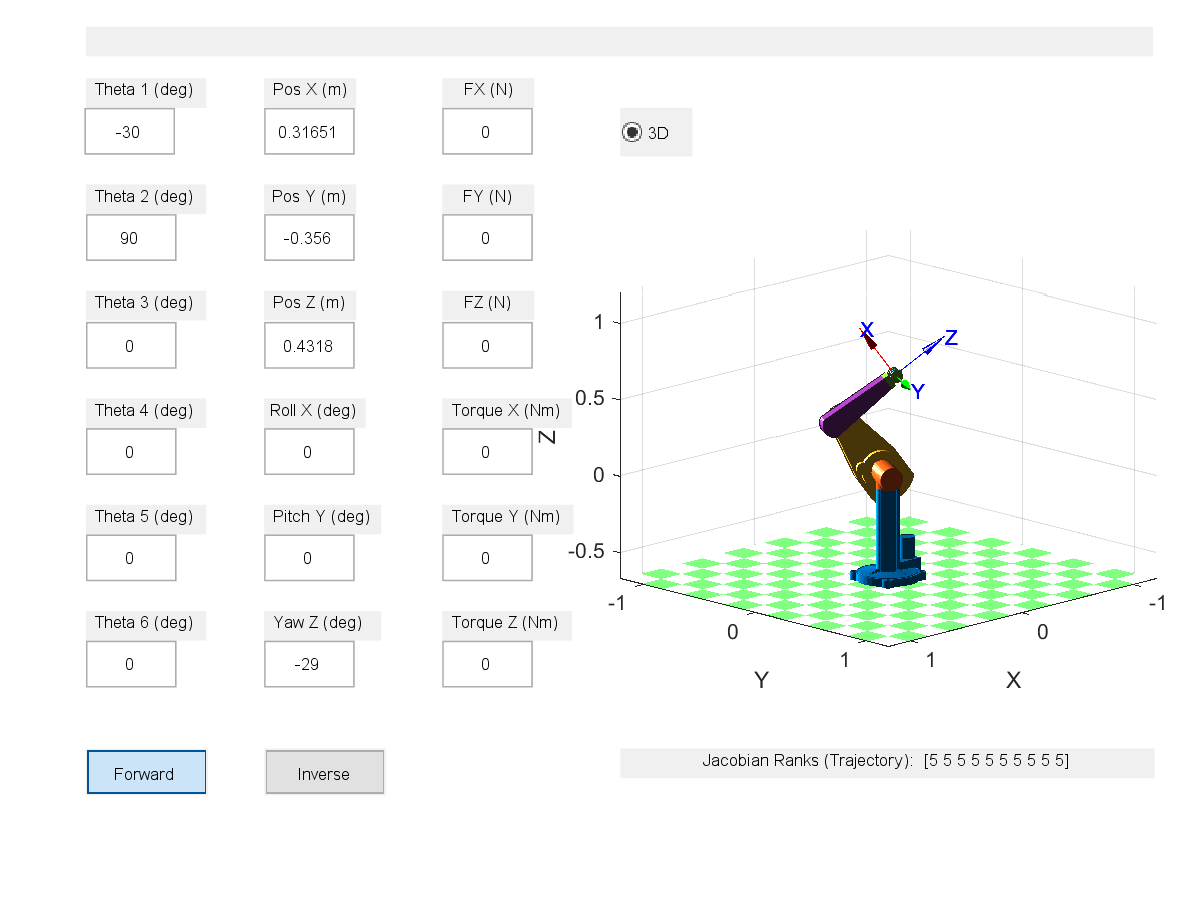 Theta 1 (deg) Pos X (m) FX (N)
-30 0.31651 0 3D
Theta 2 (deg) Pos Y (m) FY (N)
90 -0.356 0
Theta 3 (deg) Pos Z (m) FZ (N)
0 0.4318 0
Theta 4 (deg) Roll X (deg) Torque X (Nm)
0 0 0
Theta 5 (deg) Pitch Y (deg) Torque Y (Nm)
0 0 0
Theta 6 (deg) Yaw Z (deg) Torque Z (Nm)
0 -29 0
Forward Inverse
X
Z
Y
1
0.5
0
-0.5
Z
-1 0 1
Y
1 0 -1
X
Jacobian Ranks (Trajectory): [5 5 5 5 5 5 5 5 5 5]